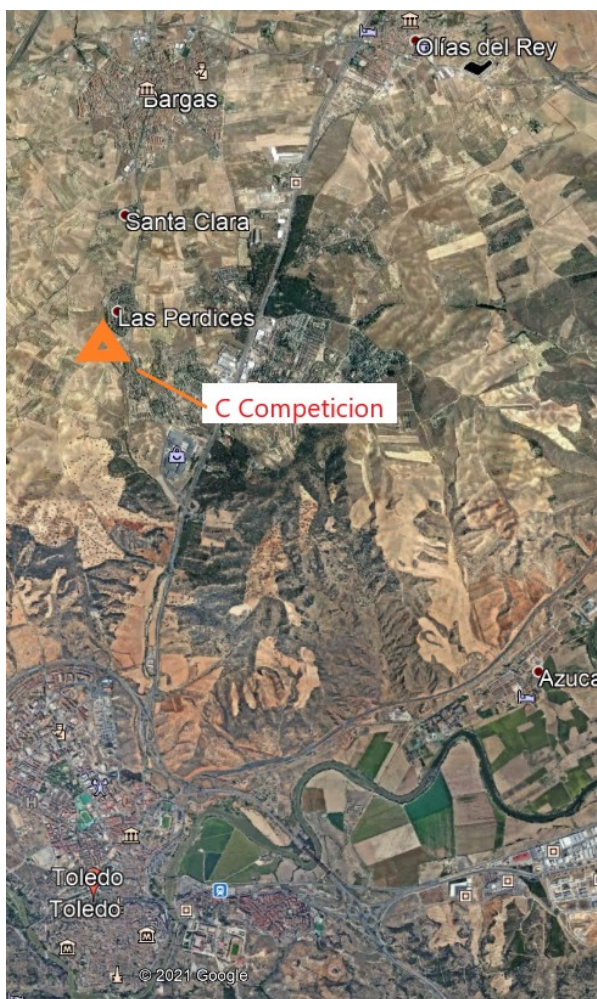 Olías del Rey
Bargas
Santa Clara
Las Perdices
C Competicion
Azuca
H
Toledo
Toledo
© 2021 Google